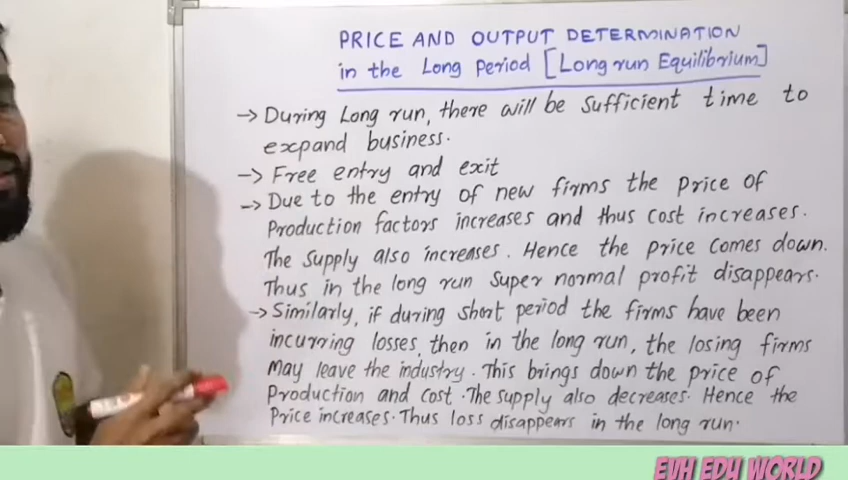 PRICE AND OUTPUT DETERMINATION
in the Long Period [Long run Equilibrium]
→ During Long run, there will be sufficient time to
expand business.
→ Free entry and exit
→ Due to the entry of new firms the price of
Production factors increases and thus cost increases.
The supply also increases. Hence the price comes down.
Thus in the long run super normal profit disappears.
→ Similarly, if during short period the firms have been
incurring losses, then in the long run, the losing firms
may leave the industry. This brings down the price of
Production and cost. The supply also decreases. Hence the
Price increases. Thus loss disappears in the long run.
EVH EDU WORLD